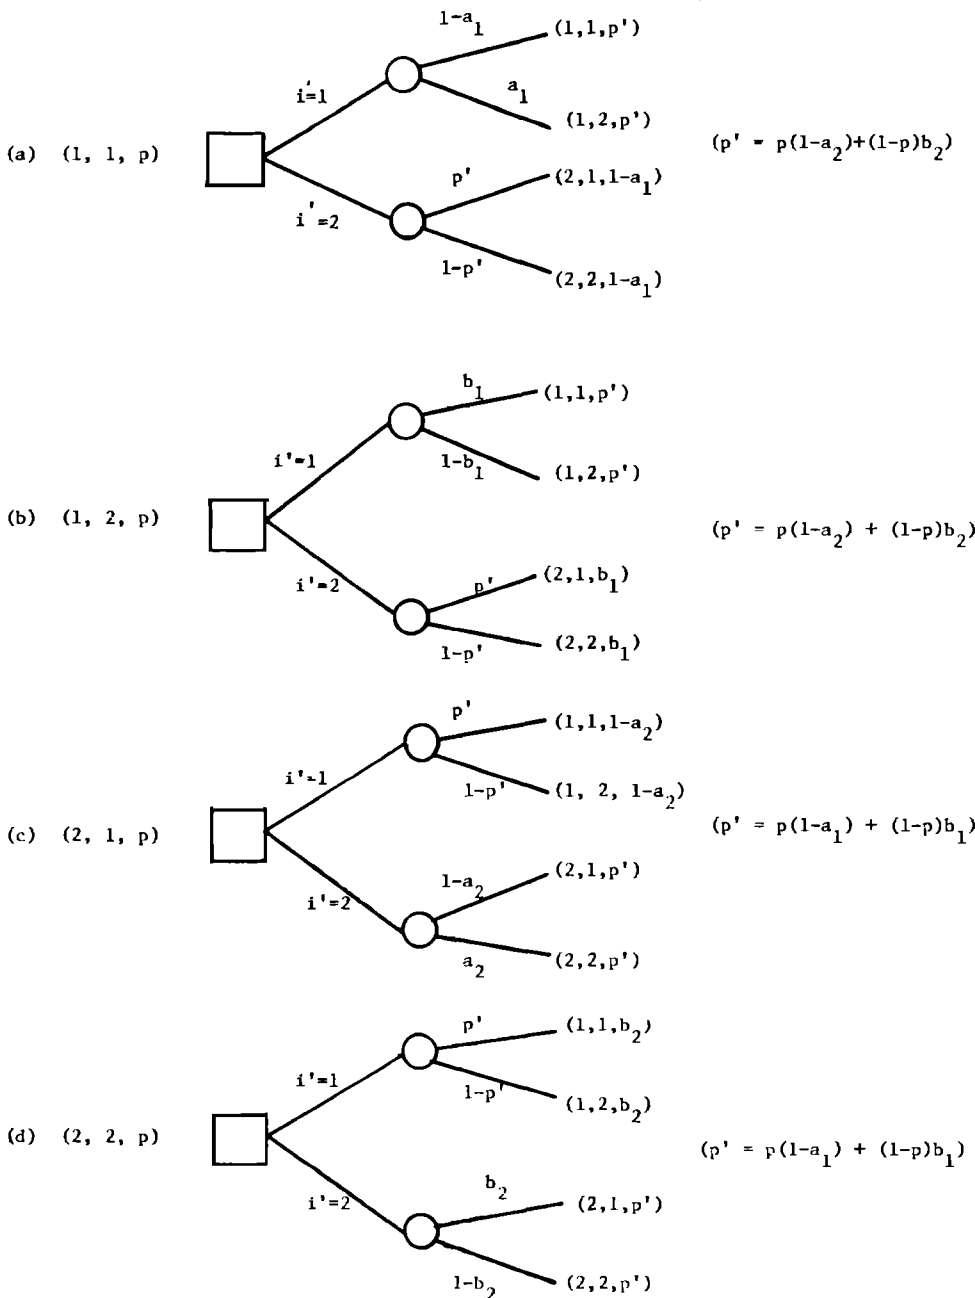 1-a₁ (1,1,p')
i'=1 a₁ (1,2,p')
(a) (1, 1, p) (p' = p(1-a₂)+(1-p)b₂)
i'=2 p' (2,1,1-a₁)
1-p' (2,2,1-a₁)
b₁ (1,1,p')
i'=1 1-b₁ (1,2,p')
(b) (1, 2, p) (p' = p(1-a₂) + (1-p)b₂)
i'=2 p' (2,1,b₁)
1-p' (2,2,b₁)
p' (1,1,1-a₂)
i'=1 1-p' (1, 2, 1-a₂)
(c) (2, 1, p) (p' = p(1-a₁) + (1-p)b₁)
i'=2 1-a₂ (2,1,p')
a₂ (2,2,p')
p' (1,1,b₂)
i'=1 1-p' (1,2,b₂)
(d) (2, 2, p) (p' = p(1-a₁) + (1-p)b₁)
i'=2 b₂ (2,1,p')
1-b₂ (2,2,p')